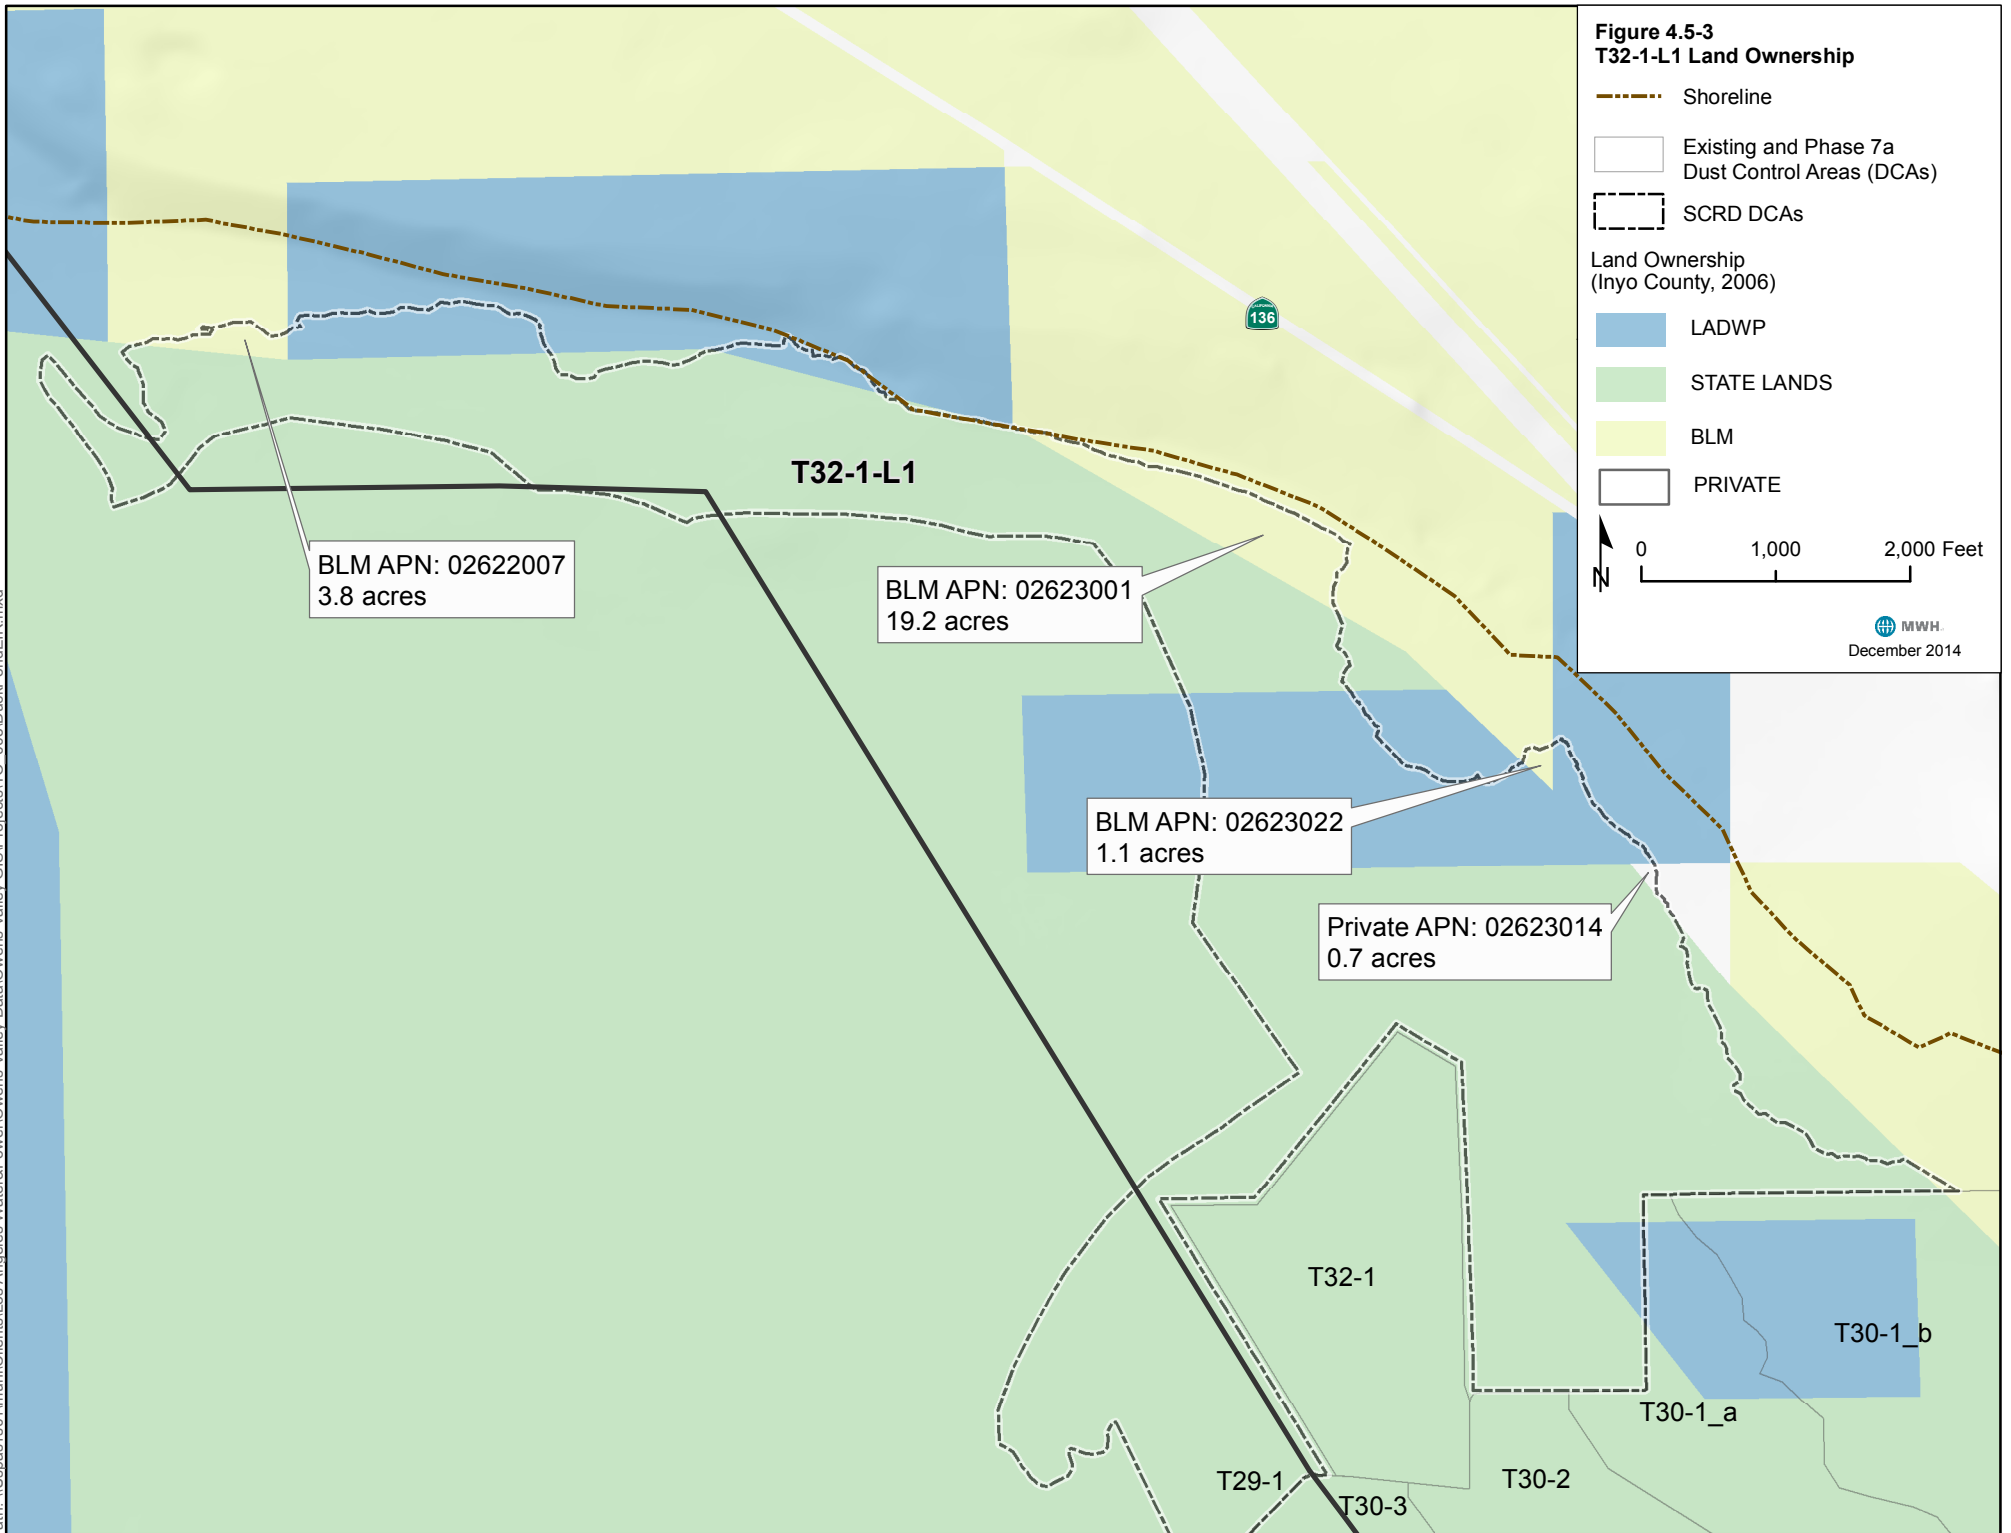 Figure 4.5-3
T32-1-L1 Land Ownership
Shoreline
Existing and Phase 7a
Dust Control Areas (DCAs)
SCRD DCAs
Land Ownership
(Inyo County, 2006)
LADWP
STATE LANDS
BLM
PRIVATE
0 1,000 2,000 Feet
N
MWH
December 2014
CALIFORNIA
136
T32-1-L1
BLM APN: 02622007
3.8 acres
BLM APN: 02623001
19.2 acres
BLM APN: 02623022
1.1 acres
Private APN: 02623014
0.7 acres
T32-1
T30-1_b
T30-1_a
T29-1
T30-2
T30-3